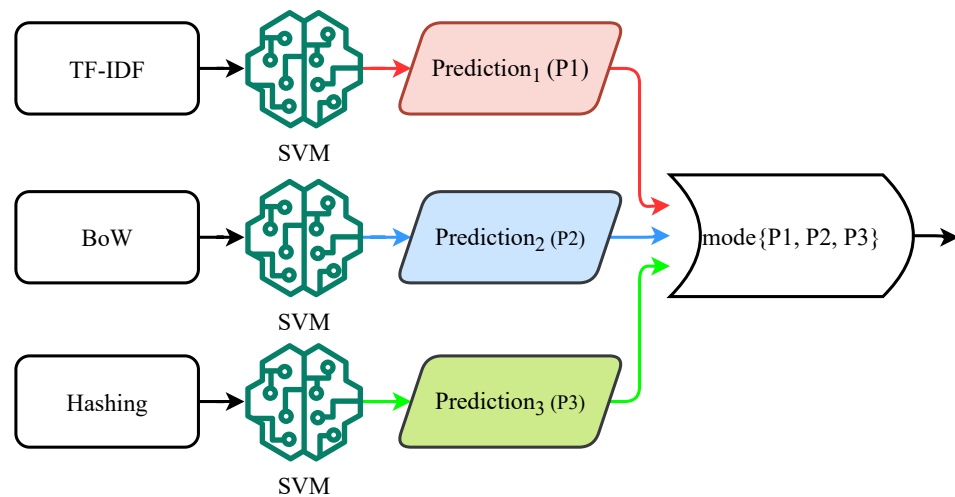 TF-IDF
SVM
Prediction₁ (P1)
BoW
SVM
Prediction₂ (P2)
mode{P1, P2, P3}
Hashing
SVM
Prediction₃ (P3)